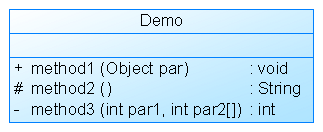 Demo
+ method1 (Object par) : void
# method2 () : String
- method3 (int par1, int par2[]) : int